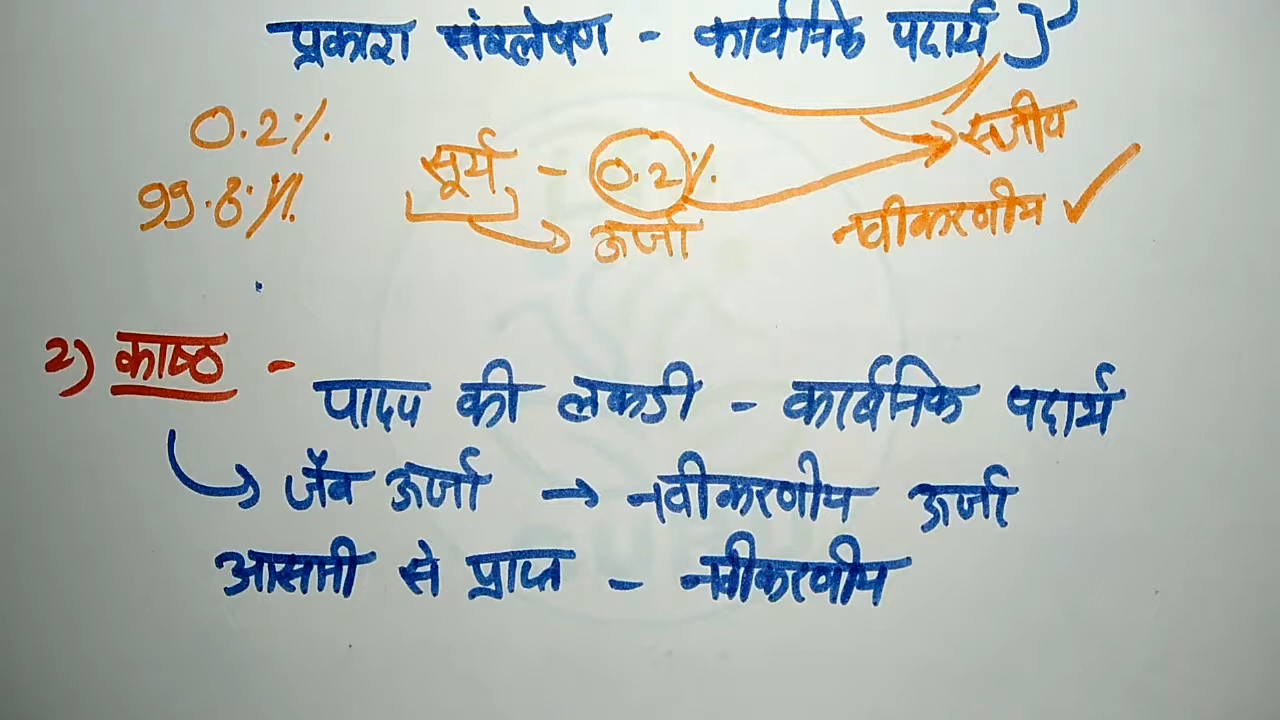 प्रकाश संश्लेषण - कार्बनिक पदार्थ }
0.2%
99.8%
सूर्य - 0.2%
ऊर्जा
सजीव
नवीकरणीय ✓
2) काष्ठ -
पादप की लकडी - कार्बनिक पदार्थ
↳ जैव ऊर्जा → नवीकरणीय ऊर्जा
आसानी से प्राप्त - नवीकरणीय